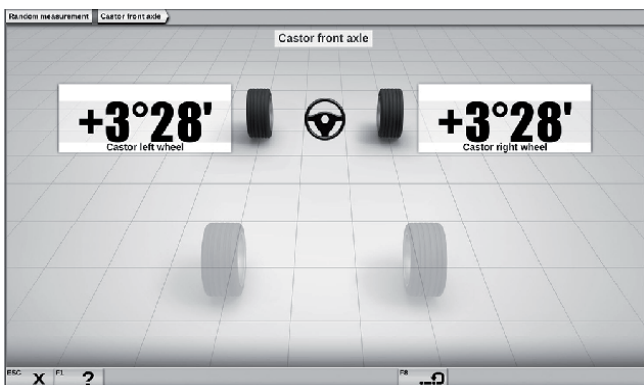 Random measurement Castor front axle
Castor front axle
+3°28' +3°28'
Castor left wheel Castor right wheel
ESC X F1 ? F8